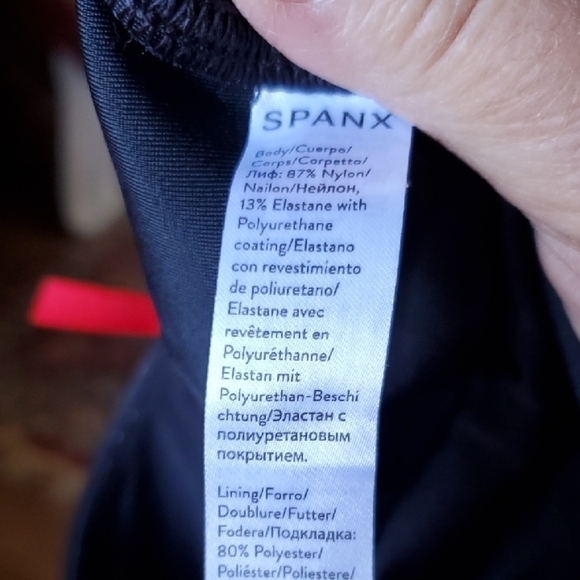 SPANX
Body/Cuerpo/
Corps/Corpetto/
Лиф: 87% Nylon/
Nailon/Нейлон,
13% Elastane with
Polyurethane
coating/Elastano
con revestimiento
de poliuretano/
Elastane avec
revêtement en
Polyuréthanne/
Elastan mit
Polyurethan-Beschi
chtung/Эластан с
полиуретановым
покрытием.
Lining/Forro/
Doublure/Futter/
Fodera/Подкладка:
80% Polyester/
Poliéster/Poliestere/